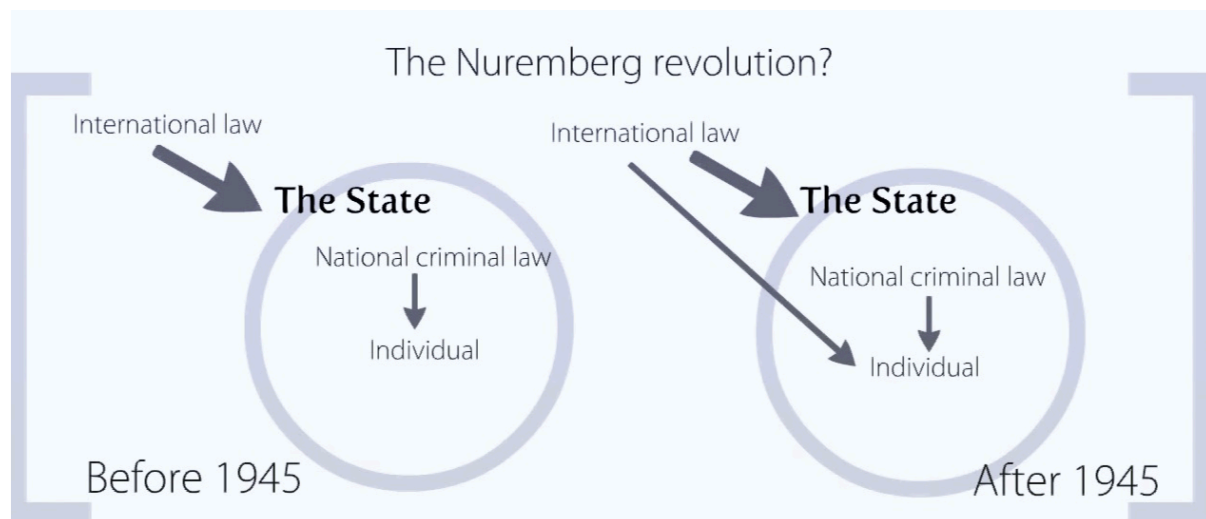 The Nuremberg revolution?
International law
The State
National criminal law
Individual
Before 1945
International law
The State
National criminal law
Individual
After 1945